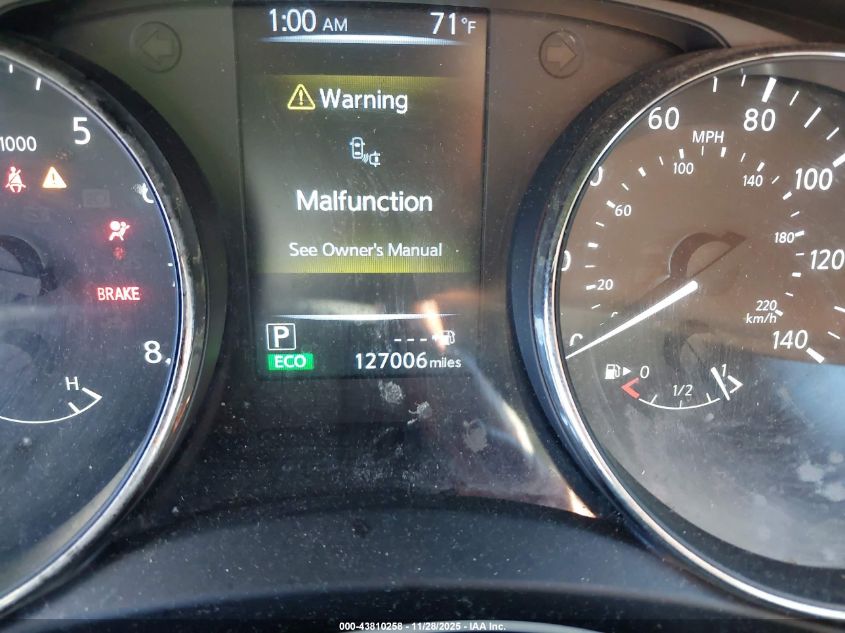 1:00 AM 71°F
Warning
Malfunction
See Owner's Manual
P --- 
ECO 127006 miles
1000 5
8
BRAKE
H
60 80 100 120 140
MPH
20 60 100 140 180 220
km/h
0 1/2 1
000-43810258 - 11/28/2025 - IAA Inc.